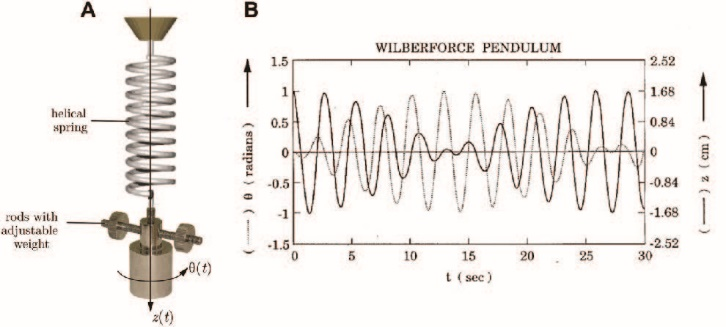 A
helical
spring
rods with
adjustable
weight
θ(t)
z(t)
B
WILBERFORCE PENDULUM
1.5
1
0.5
0
-0.5
-1
-1.5
( ..... ) θ ( radians )
2.52
1.68
0.84
0
-0.84
-1.68
-2.52
( —— ) z ( cm )
0 5 10 15 20 25 30
t ( sec )